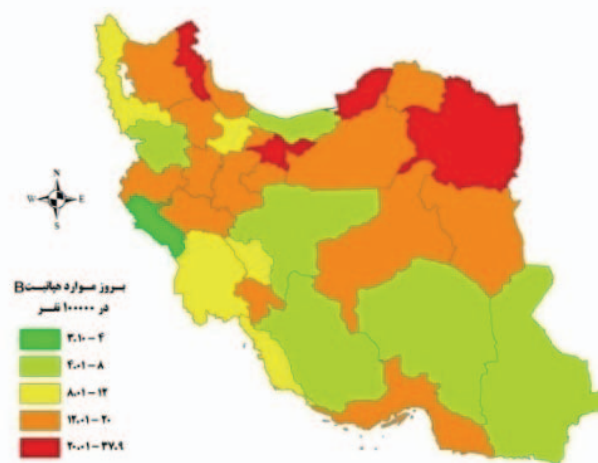 N
W E
S
بروز موارد هپاتیتB
در ۱۰۰۰۰۰ نفر
۳.۱۰ – ۴
۴.۰۱ – ۸
۸.۰۱ – ۱۲
۱۲.۰۱ – ۲۰
۲۰.۰۱ – ۳۷.۹